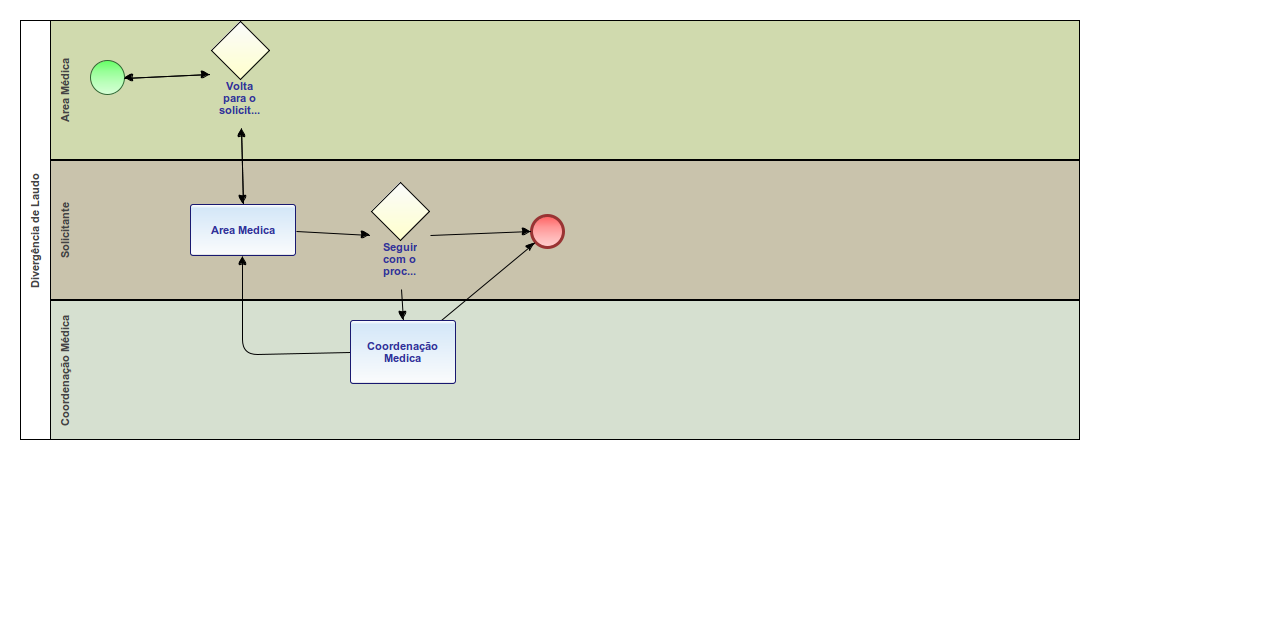 Divergência de Laudo
Area Médica
Volta
para o
solicit...
Solicitante
Area Medica
Seguir
com o
proc...
Coordenação Médica
Coordenação
Medica